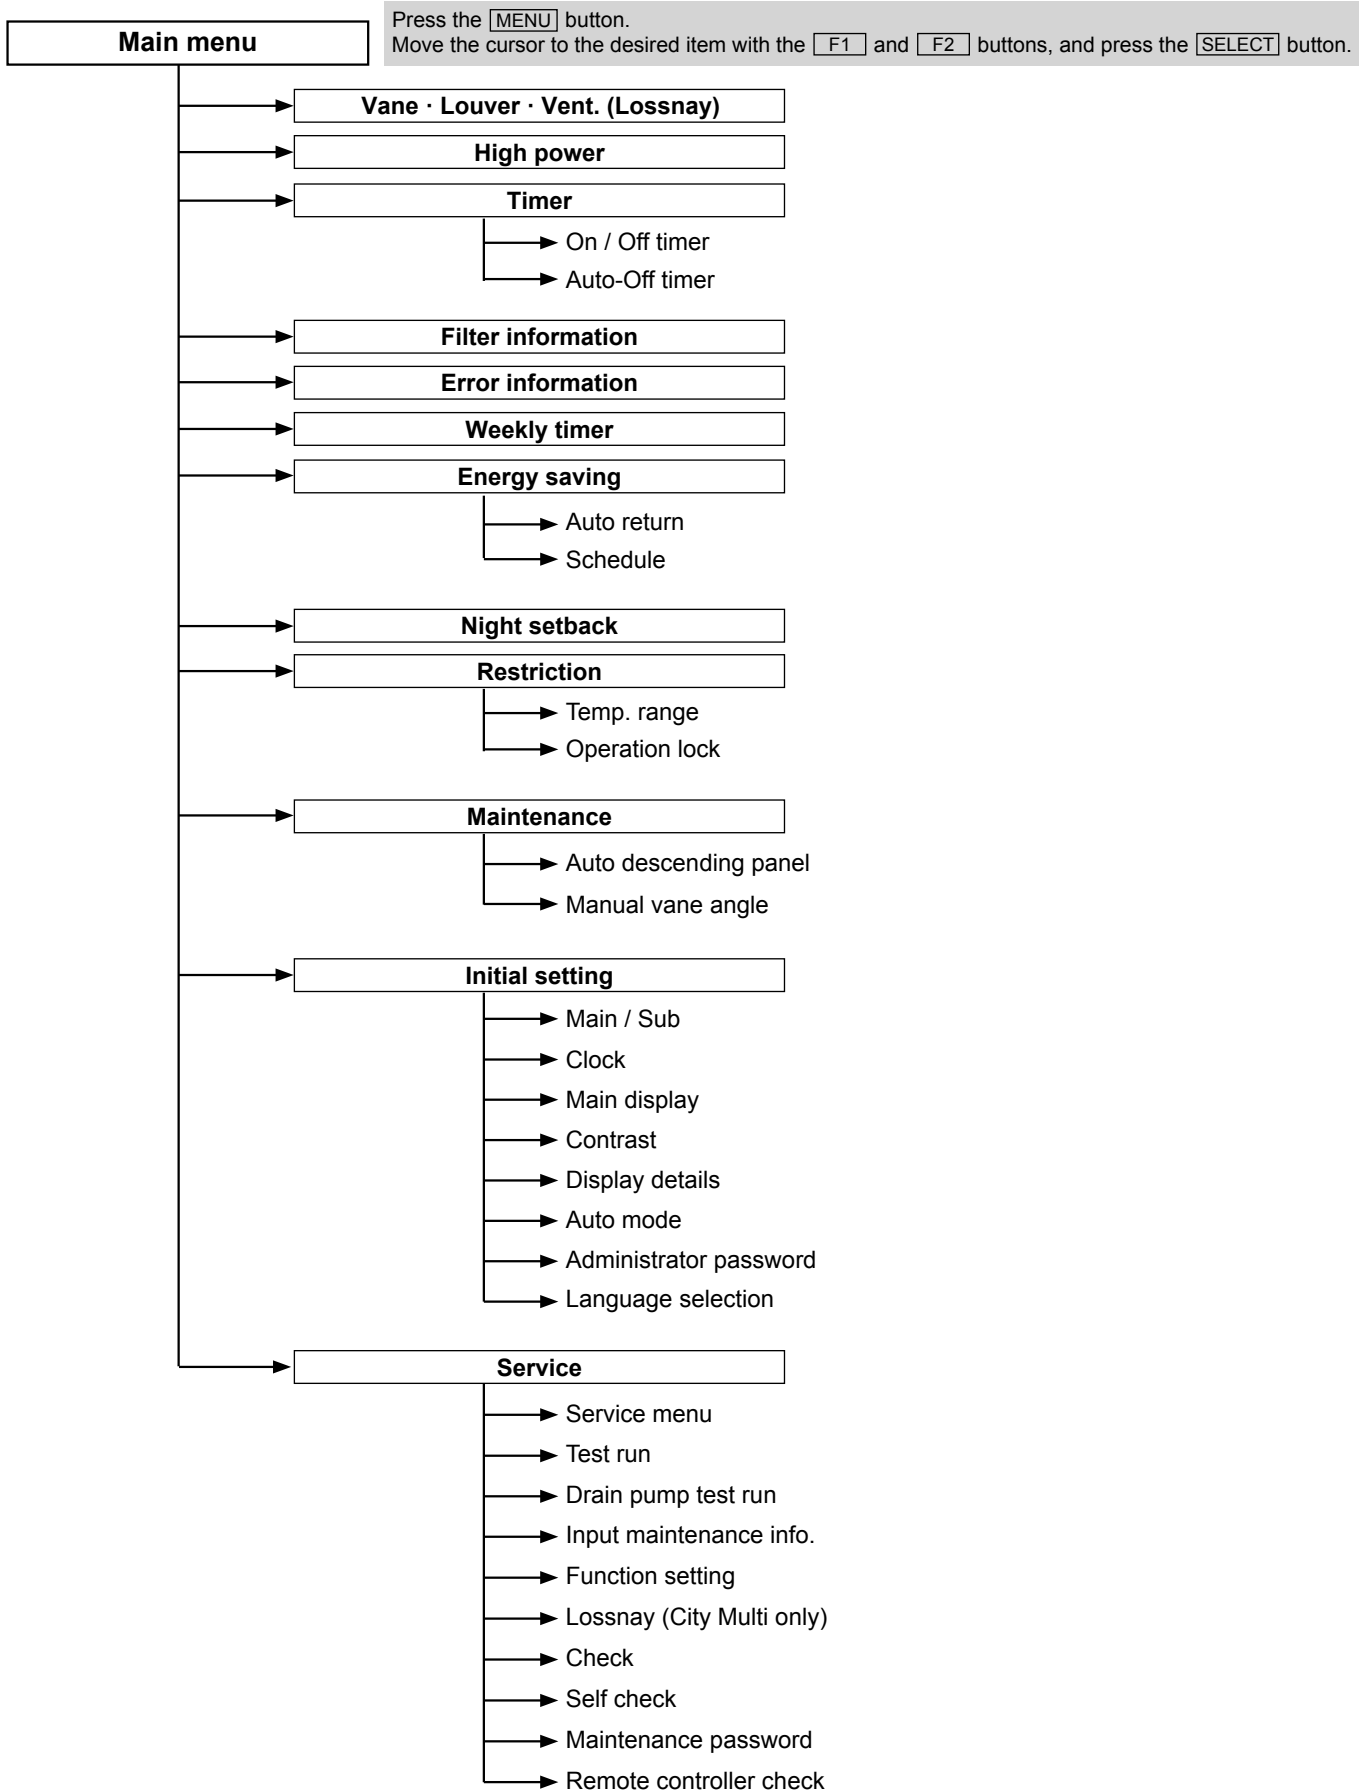 Main menu
Press the MENU button.
Move the cursor to the desired item with the F1 and F2 buttons, and press the SELECT button.
Vane · Louver · Vent. (Lossnay)
High power
Timer
On / Off timer
Auto-Off timer
Filter information
Error information
Weekly timer
Energy saving
Auto return
Schedule
Night setback
Restriction
Temp. range
Operation lock
Maintenance
Auto descending panel
Manual vane angle
Initial setting
Main / Sub
Clock
Main display
Contrast
Display details
Auto mode
Administrator password
Language selection
Service
Service menu
Test run
Drain pump test run
Input maintenance info.
Function setting
Lossnay (City Multi only)
Check
Self check
Maintenance password
Remote controller check